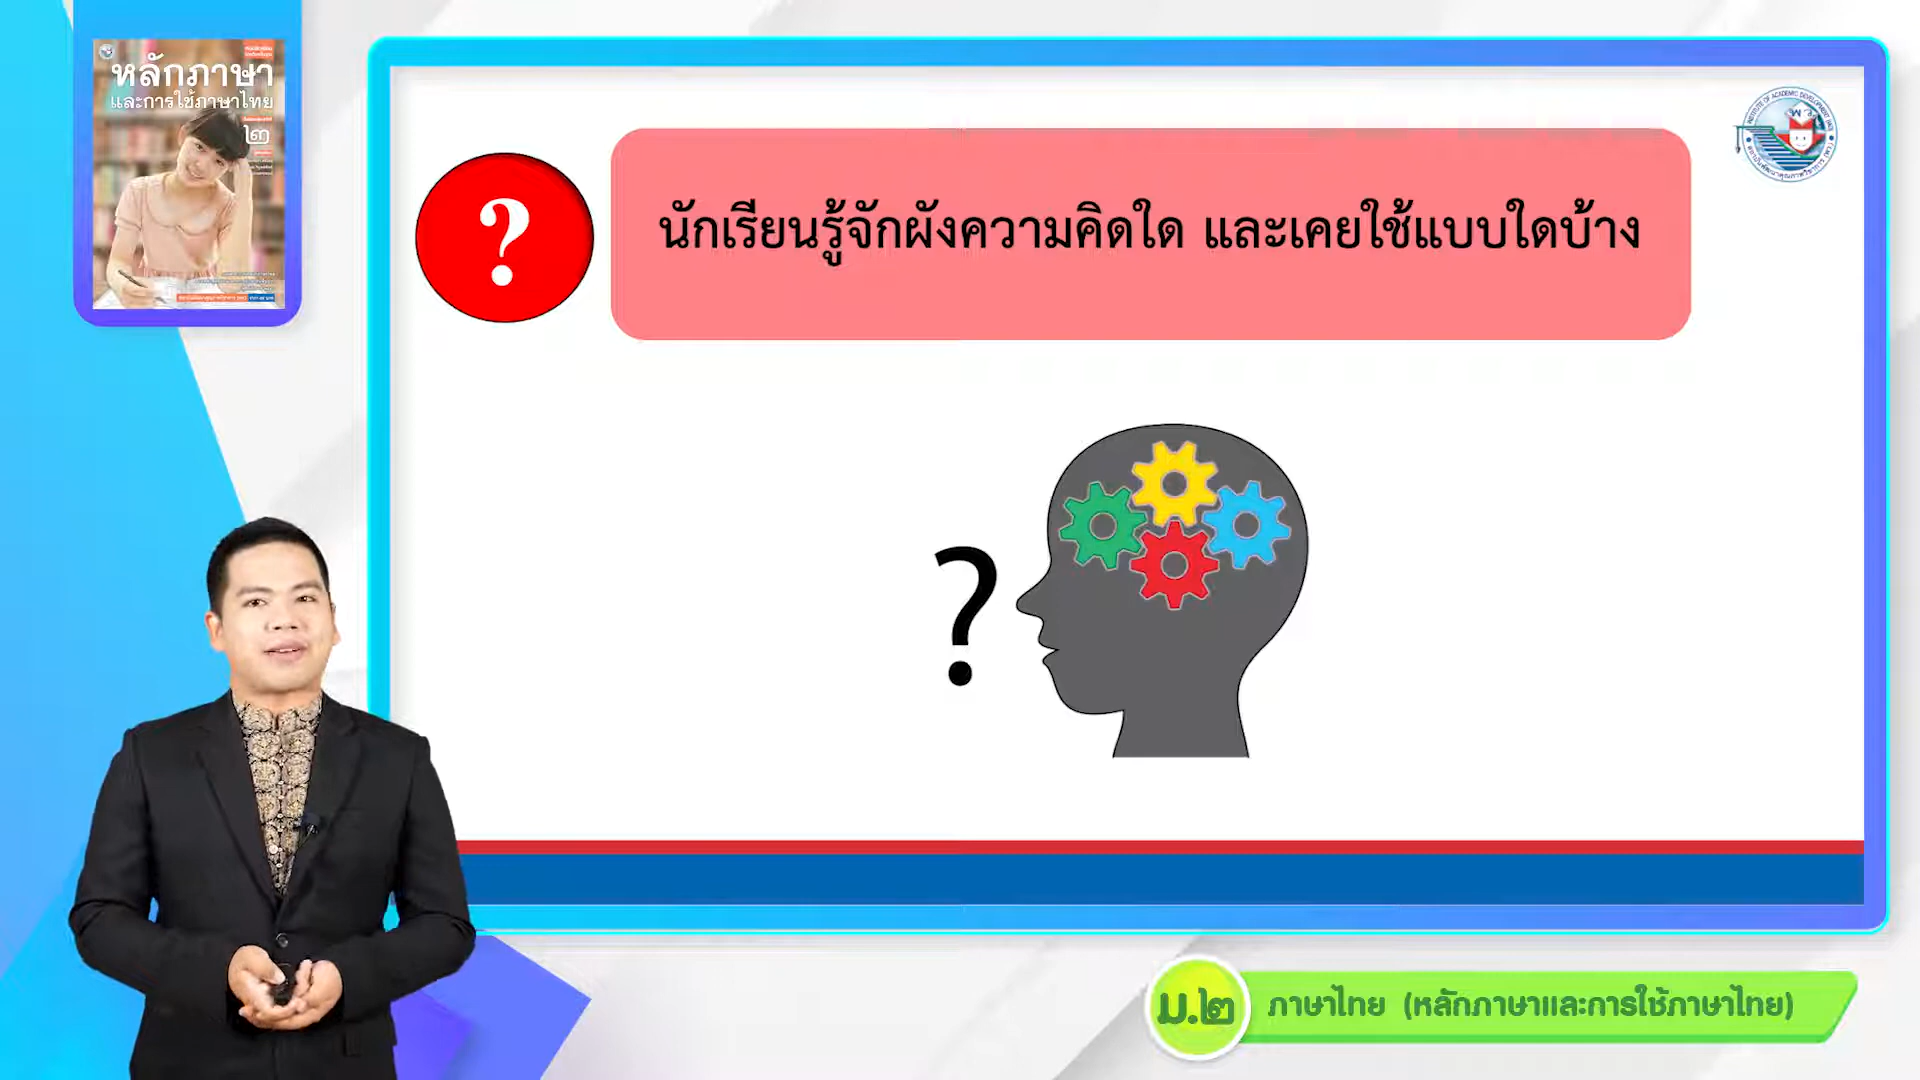 หลักภาษา
และการใช้ภาษาไทย
๒
?
นักเรียนรู้จักผังความคิดใด และเคยใช้แบบใดบ้าง
?
ม.๒
ภาษาไทย (หลักภาษาและการใช้ภาษาไทย)